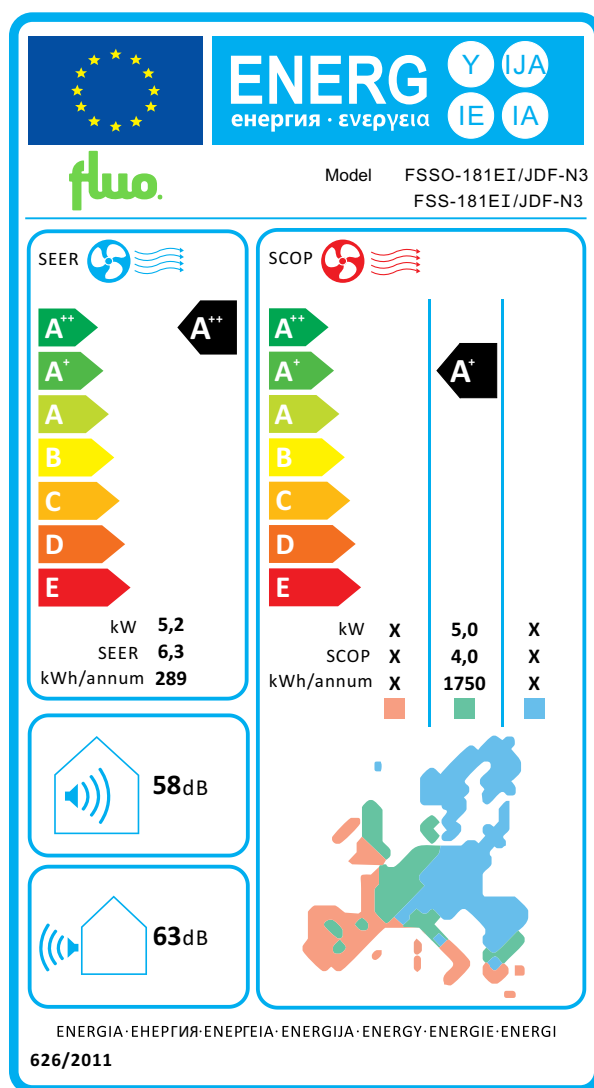 ENERG
енергия · ενεργεια
Y IJA
IE IA
fluo.
Model FSSO-181EI/JDF-N3
FSS-181EI/JDF-N3
SEER
A++ A++
A+
A
B
C
D
E
kW 5,2
SEER 6,3
kWh/annum 289
SCOP
A++
A+ A+
A
B
C
D
E
kW X 5,0 X
SCOP X 4,0 X
kWh/annum X 1750 X
58dB
63dB
ENERGIA·ЕНЕРГИЯ·ΕΝΕΡΓΕΙΑ·ENERGIJA·ENERGY·ENERGIE·ENERGI
626/2011